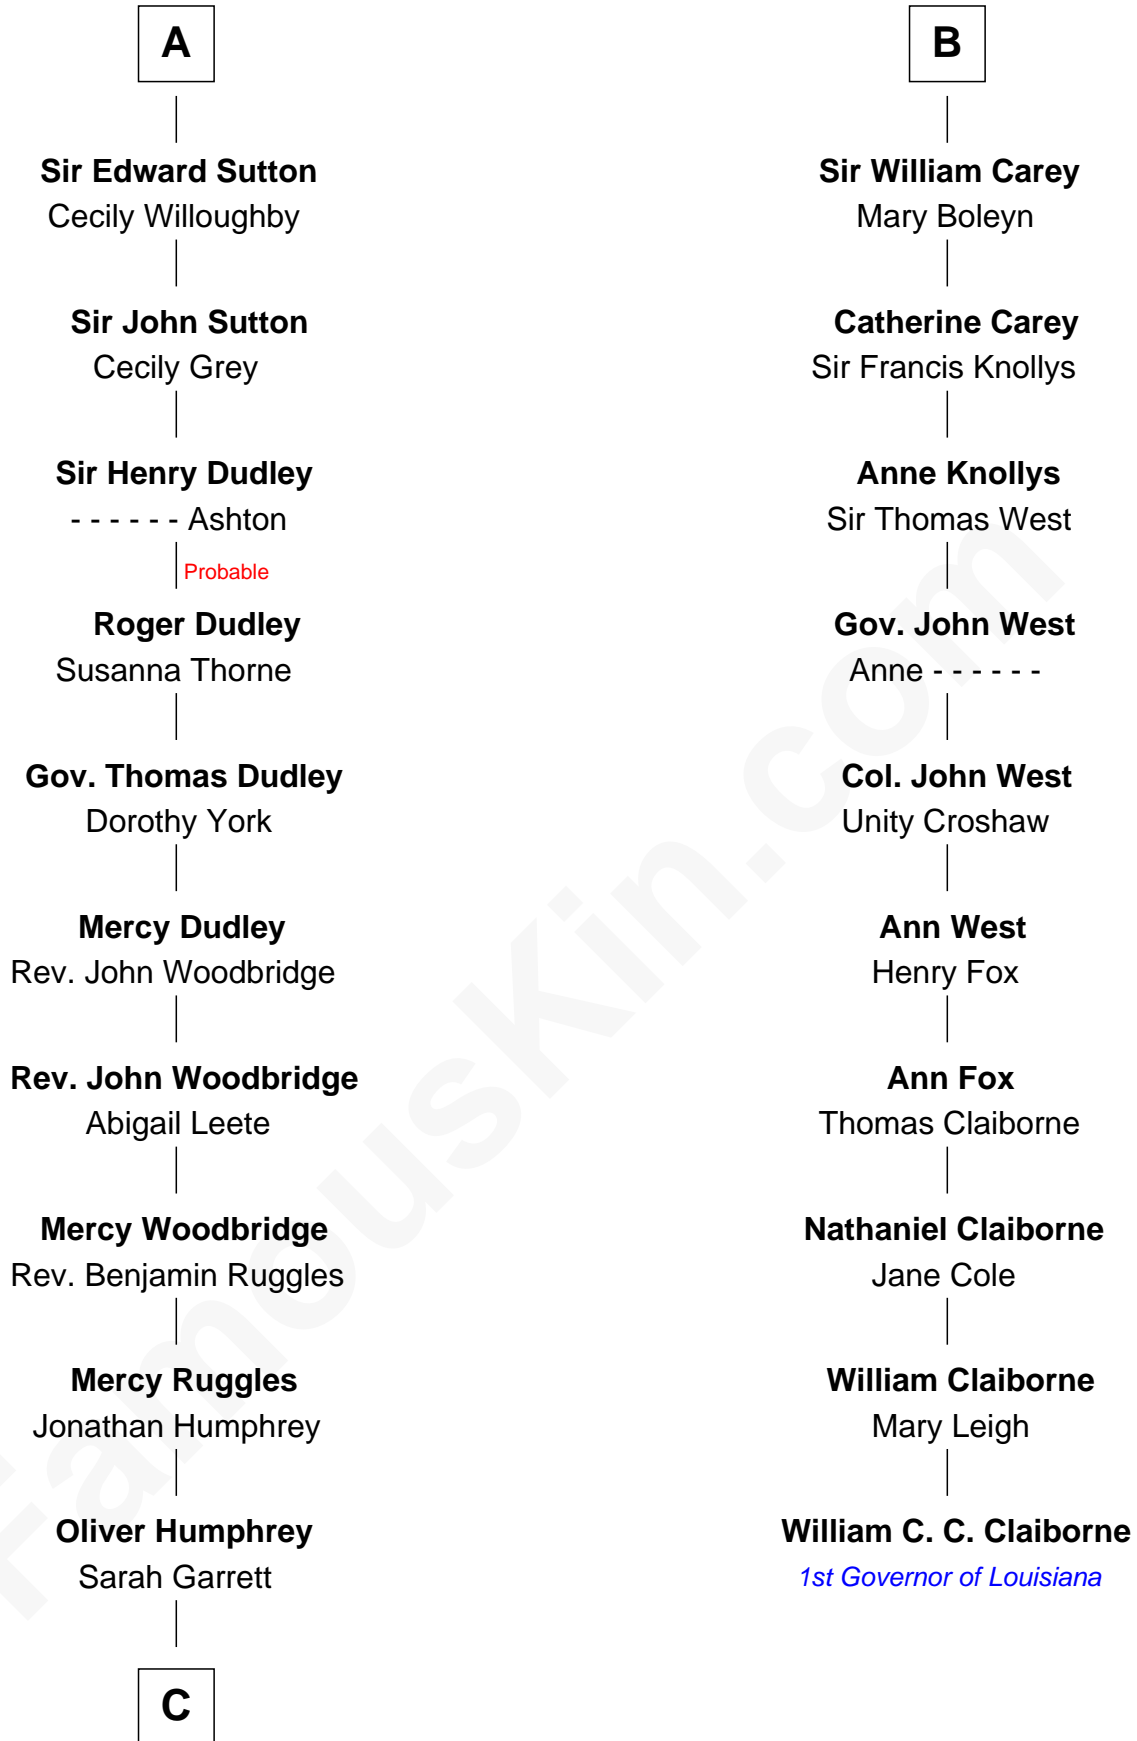 A
Sir Edward Sutton
Cecily Willoughby
Sir John Sutton
Cecily Grey
Sir Henry Dudley
- - - - - - Ashton
Probable
Roger Dudley
Susanna Thorne
Gov. Thomas Dudley
Dorothy York
Mercy Dudley
Rev. John Woodbridge
Rev. John Woodbridge
Abigail Leete
Mercy Woodbridge
Rev. Benjamin Ruggles
Mercy Ruggles
Jonathan Humphrey
Oliver Humphrey
Sarah Garrett
C
B
Sir William Carey
Mary Boleyn
Catherine Carey
Sir Francis Knollys
Anne Knollys
Sir Thomas West
Gov. John West
Anne - - - - - -
Col. John West
Unity Croshaw
Ann West
Henry Fox
Ann Fox
Thomas Claiborne
Nathaniel Claiborne
Jane Cole
William Claiborne
Mary Leigh
William C. C. Claiborne
1st Governor of Louisiana
FamousKin.com